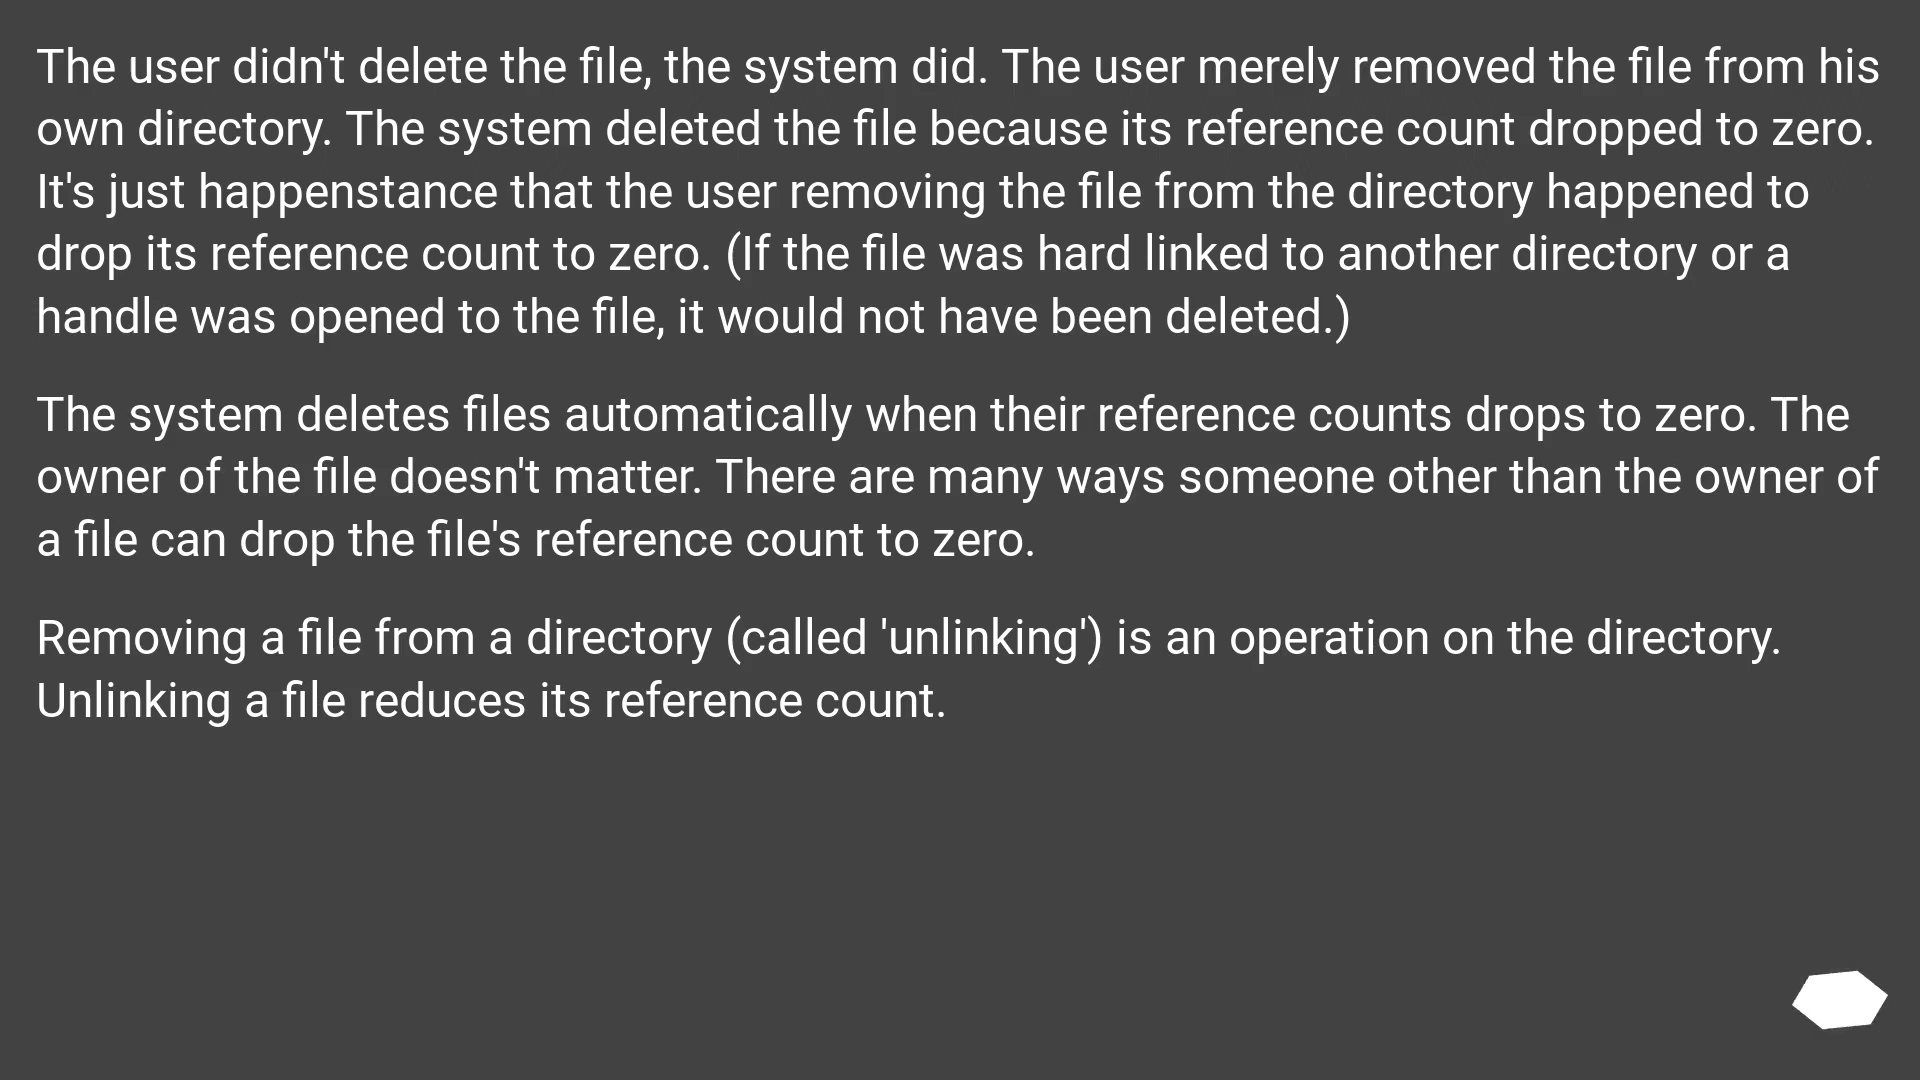 The user didn't delete the file, the system did. The user merely removed the file from his
own directory. The system deleted the file because its reference count dropped to zero.
It's just happenstance that the user removing the file from the directory happened to
drop its reference count to zero. (If the file was hard linked to another directory or a
handle was opened to the file, it would not have been deleted.)
The system deletes files automatically when their reference counts drops to zero. The
owner of the file doesn't matter. There are many ways someone other than the owner of
a file can drop the file's reference count to zero.
Removing a file from a directory (called 'unlinking') is an operation on the directory.
Unlinking a file reduces its reference count.